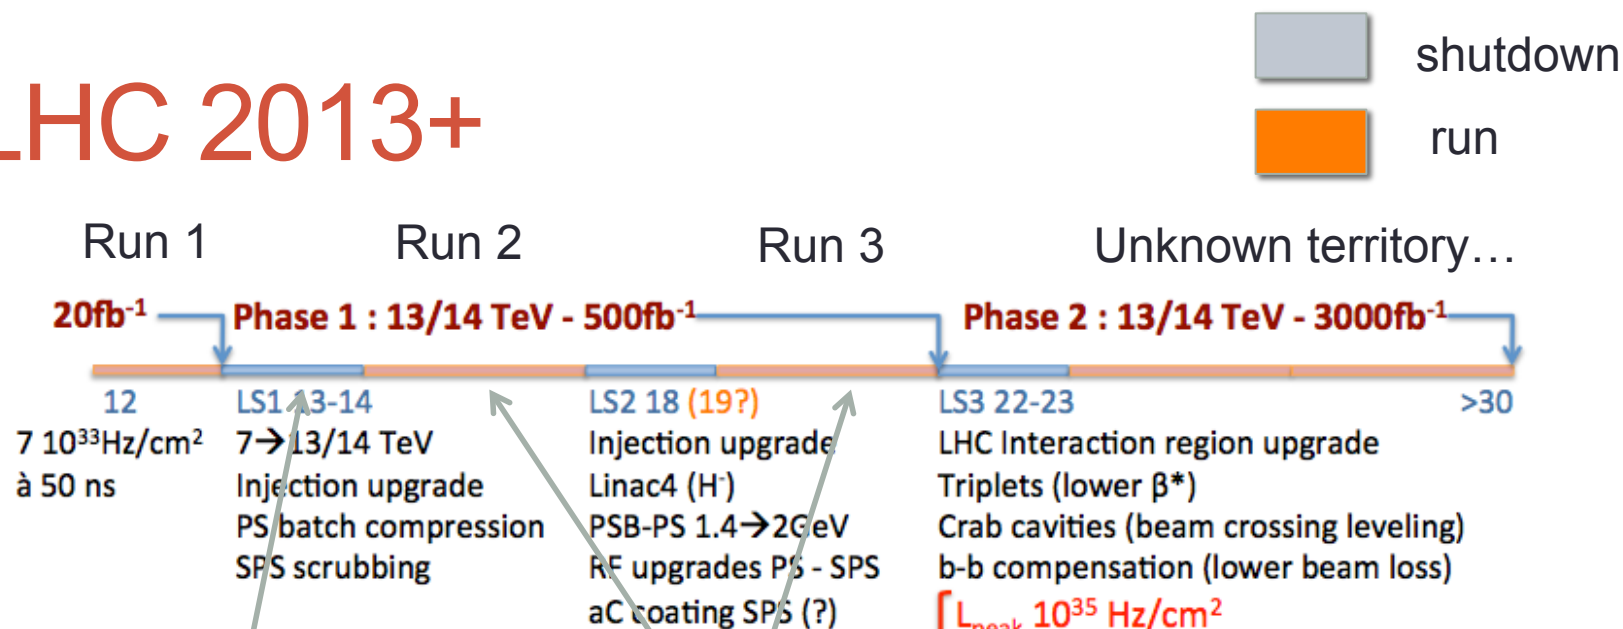 shutdown
LHC 2013+
run
Run 1 Run 2 Run 3 Unknown territory…
20fb⁻¹ Phase 1 : 13/14 TeV - 500fb⁻¹ Phase 2 : 13/14 TeV - 3000fb⁻¹
12 LS1 13-14 LS2 18 (19?) LS3 22-23 >30
7 10³³Hz/cm² 7→13/14 TeV Injection upgrade LHC Interaction region upgrade
à 50 ns Injection upgrade Linac4 (H⁻) Triplets (lower β*)
PS batch compression PSB-PS 1.4→2GeV Crab cavities (beam crossing leveling)
SPS scrubbing RF upgrades PS - SPS b-b compensation (lower beam loss)
aC coating SPS (?) L_peak 10³⁵ Hz/cm²